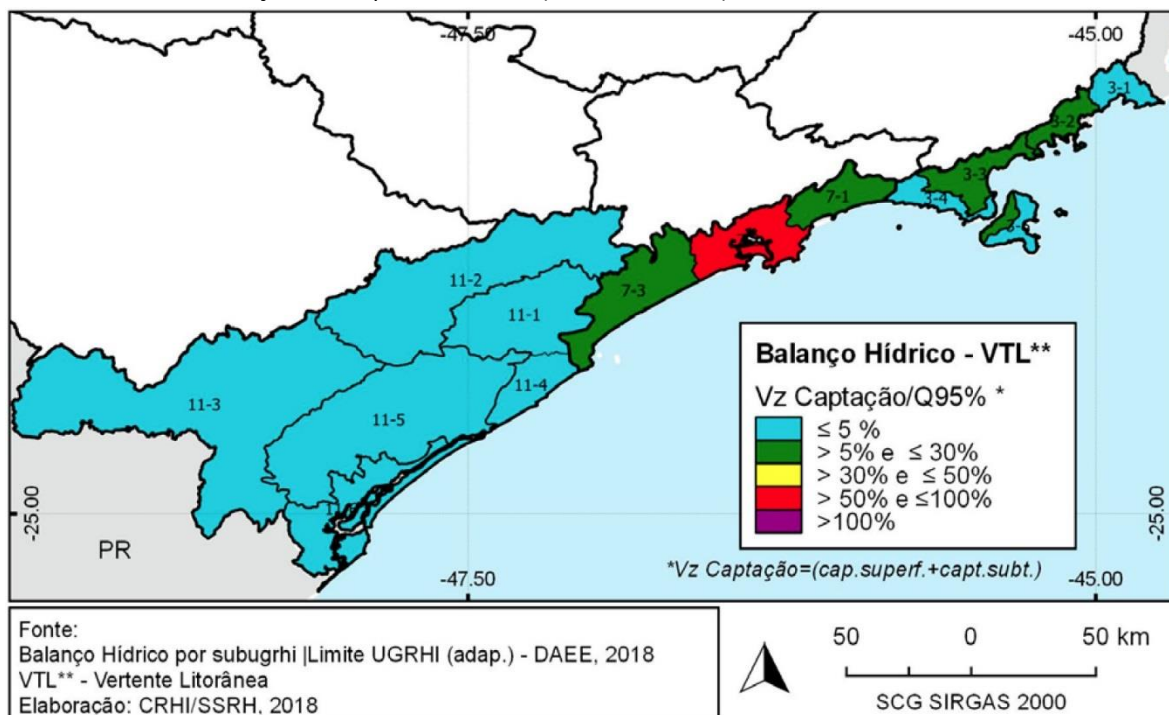 -47.50
-45.00
3-1
3-2
3-3
7-1
3-4
11-2
7-3
11-1
11-4
11-3
11-5
-25.00
-25.00
PR
Balanço Hídrico - VTL**
Vz Captação/Q95% *
≤ 5 %
> 5% e ≤ 30%
> 30% e ≤ 50%
> 50% e ≤100%
>100%
*Vz Captação=(cap.superf.+capt.subt.)
-47.50
-45.00
Fonte:
Balanço Hídrico por subugrhi |Limite UGRHI (adap.) - DAEE, 2018
VTL** - Vertente Litorânea
Elaboração: CRHI/SSRH, 2018
50 0 50 km
SCG SIRGAS 2000